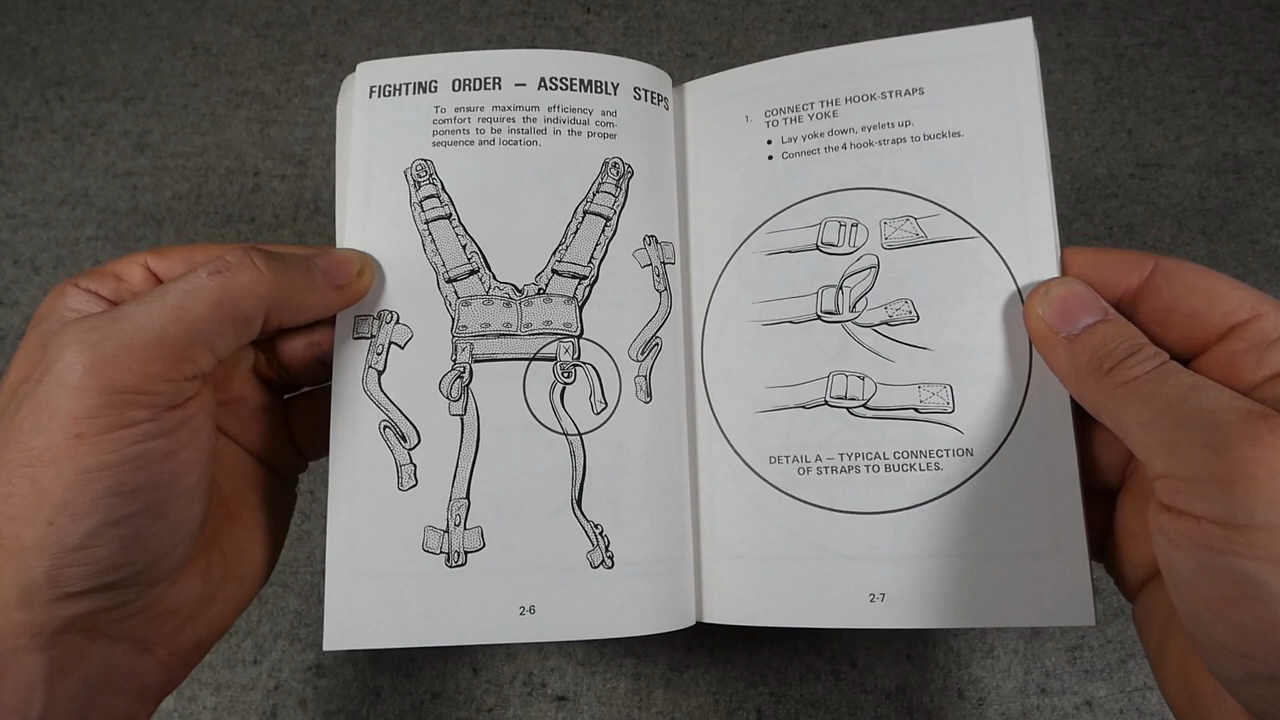 FIGHTING ORDER – ASSEMBLY STEPS
To ensure maximum efficiency and
comfort requires the individual com-
ponents to be installed in the proper
sequence and location.
2-6
1. CONNECT THE HOOK-STRAPS
TO THE YOKE
● Lay yoke down, eyelets up.
● Connect the 4 hook-straps to buckles.
DETAIL A – TYPICAL CONNECTION
OF STRAPS TO BUCKLES.
2-7